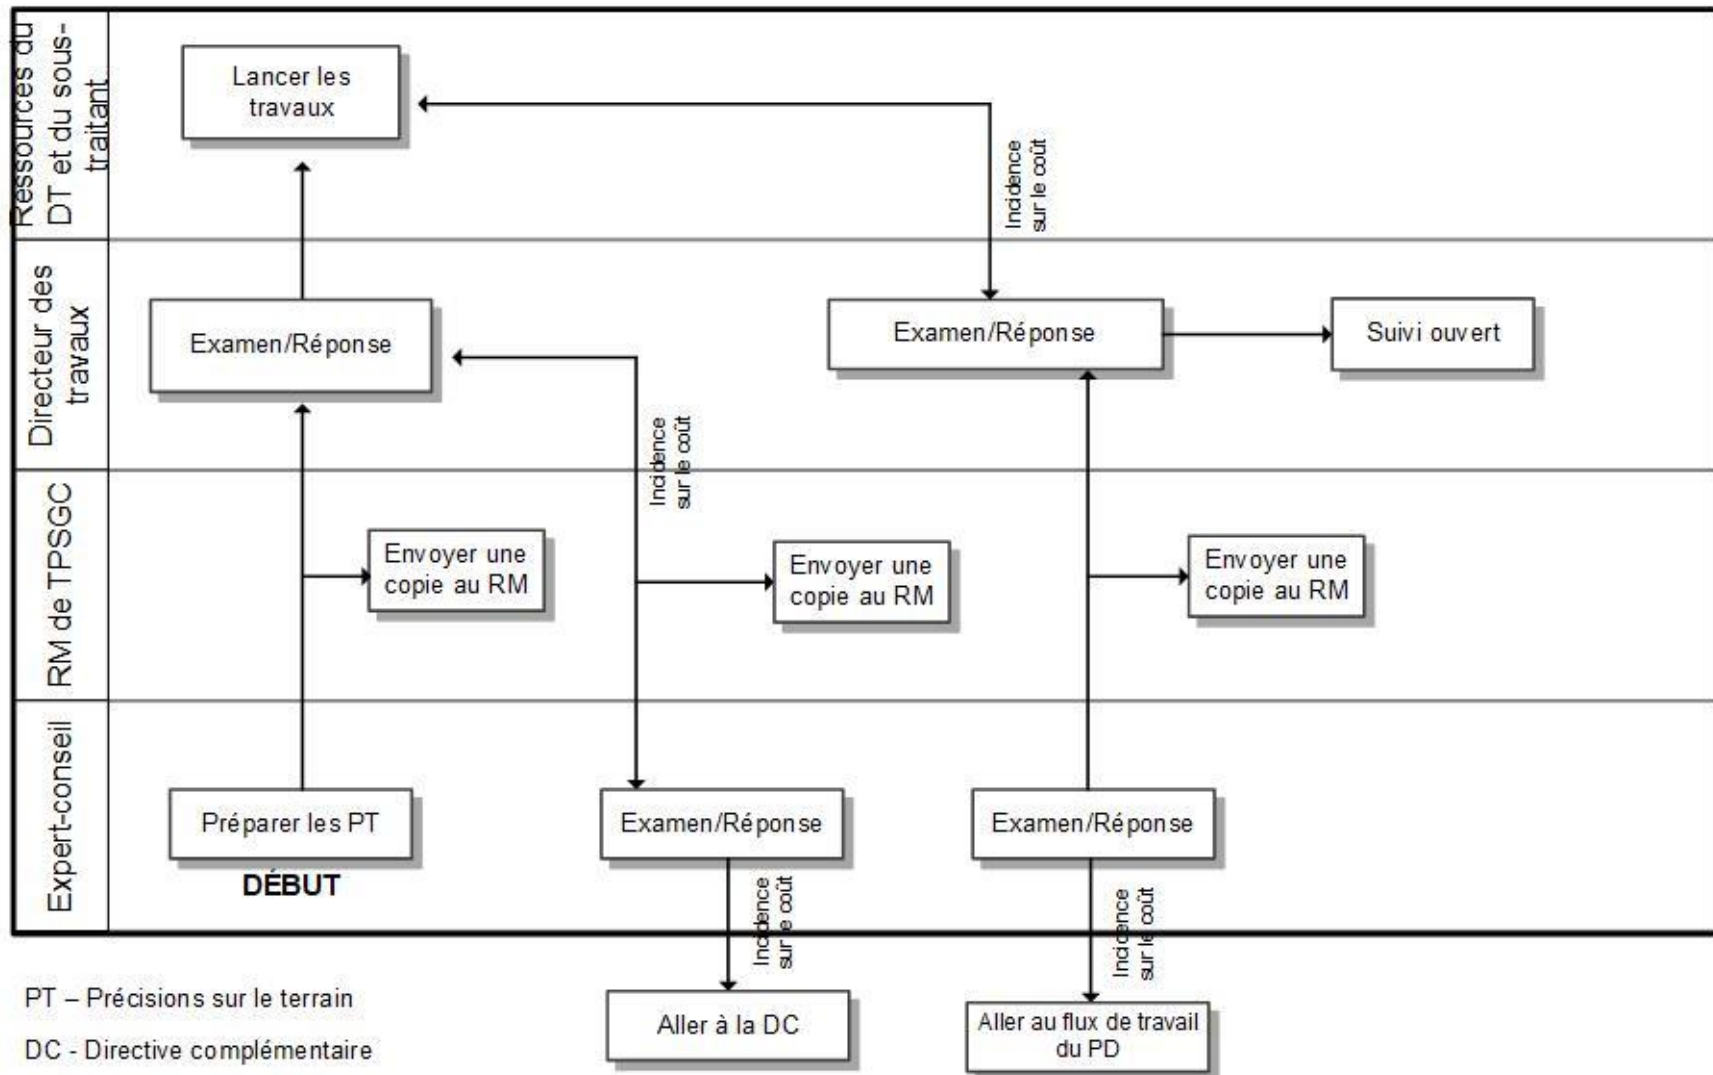 Ressources du
DT et du sous-
traitant
Lancer les
travaux
Incidence
sur le coût
Directeur des
travaux
Examen/Réponse
Examen/Réponse
Suivi ouvert
Incidence
sur le coût
RM de TPSGC
Envoyer une
copie au RM
Envoyer une
copie au RM
Envoyer une
copie au RM
Expert-conseil
Préparer les PT
DÉBUT
Examen/Réponse
Examen/Réponse
Incidence
sur le coût
Incidence
sur le coût
Aller à la DC
Aller au flux de travail
du PD
PT – Précisions sur le terrain
DC - Directive complémentaire